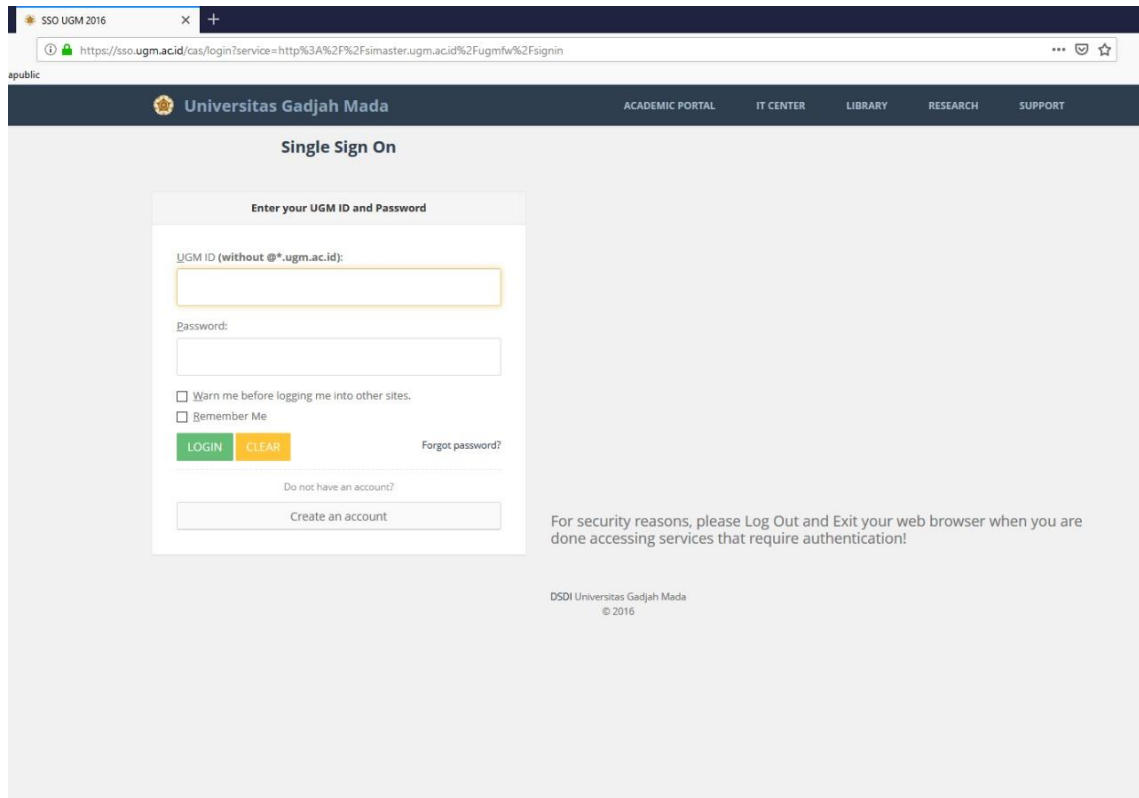 SSO UGM 2016
https://sso.ugm.ac.id/cas/login?service=http%3A%2F%2Fsimaster.ugm.ac.id%2Fugmfw%2Fsignin
apublic
Universitas Gadjah Mada
ACADEMIC PORTAL IT CENTER LIBRARY RESEARCH SUPPORT
Single Sign On
Enter your UGM ID and Password
UGM ID (without @*.ugm.ac.id):
Password:
Warn me before logging me into other sites.
Remember Me
LOGIN CLEAR Forgot password?
Do not have an account?
Create an account
For security reasons, please Log Out and Exit your web browser when you are
done accessing services that require authentication!
DSDI Universitas Gadjah Mada
© 2016